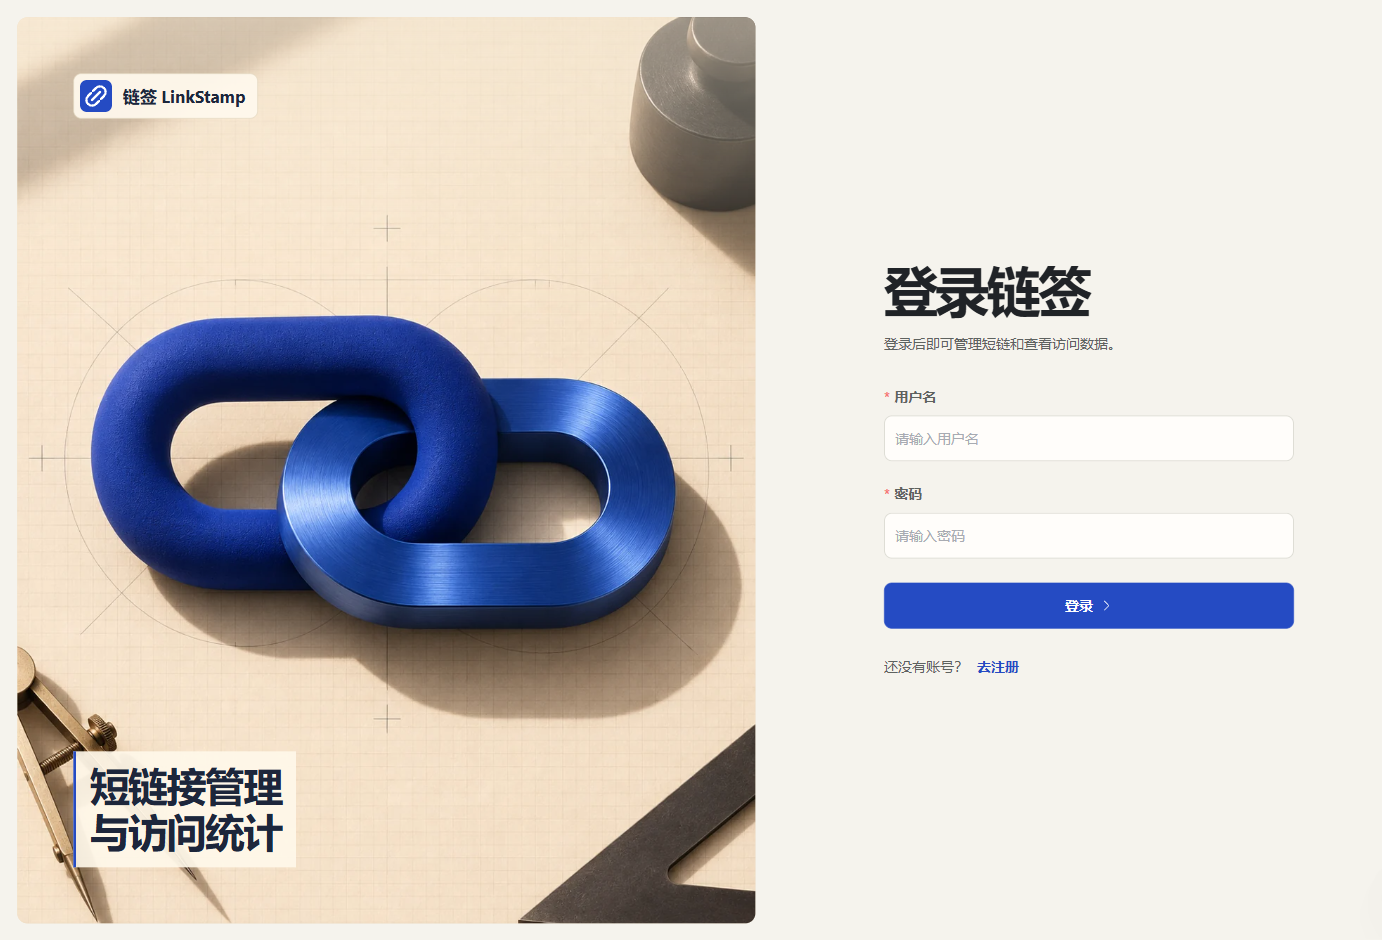 链签 LinkStamp
短链接管理
与访问统计
登录链签
登录后即可管理短链和查看访问数据。
* 用户名
请输入用户名
* 密码
请输入密码
登录
还没有账号? 去注册